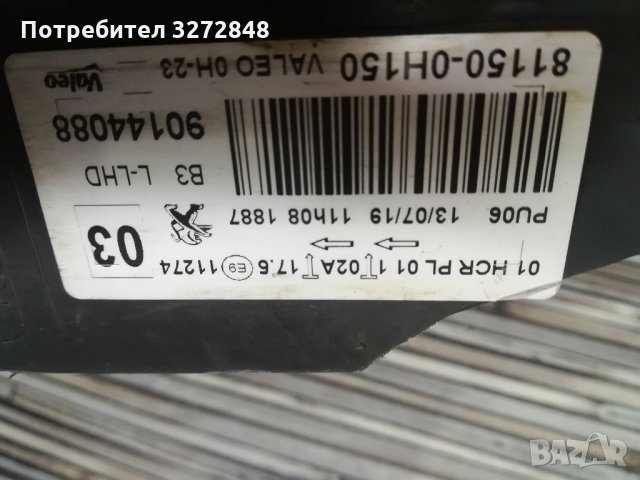 Потребител 3272848
81150-0H150 VALEO 0H-23 Valeo
90144088
B3 L-LHD
PU06 13/07/19 11h08 1887
03
01 HCR PL 01 1 02A 17.5 E9 11274
BAZAR